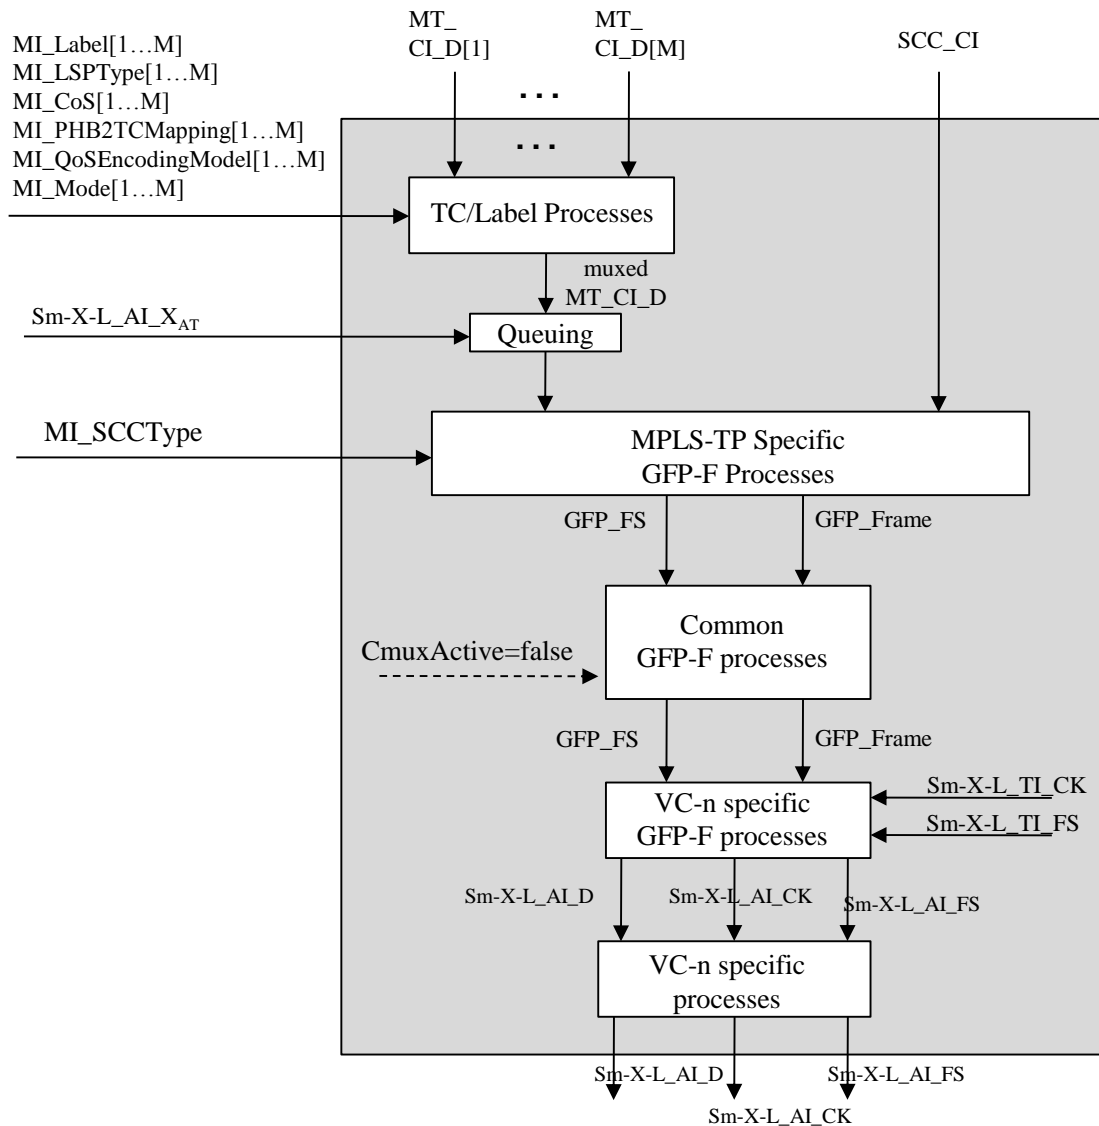 MT_
CI_D[1]
MT_
CI_D[M]
SCC_CI
MI_Label[1…M]
MI_LSPType[1…M]
MI_CoS[1…M]
MI_PHB2TCMapping[1…M]
MI_QoSEncodingModel[1…M]
MI_Mode[1…M]
...
...
TC/Label Processes
muxed
MT_CI_D
Sm-X-L_AI_XAT
Queuing
MI_SCCType
MPLS-TP Specific
GFP-F Processes
GFP_FS
GFP_Frame
Common
GFP-F processes
CmuxActive=false
GFP_FS
GFP_Frame
VC-n specific
GFP-F processes
Sm-X-L_TI_CK
Sm-X-L_TI_FS
Sm-X-L_AI_D
Sm-X-L_AI_CK
Sm-X-L_AI_FS
VC-n specific
processes
Sm-X-L_AI_D
Sm-X-L_AI_FS
Sm-X-L_AI_CK